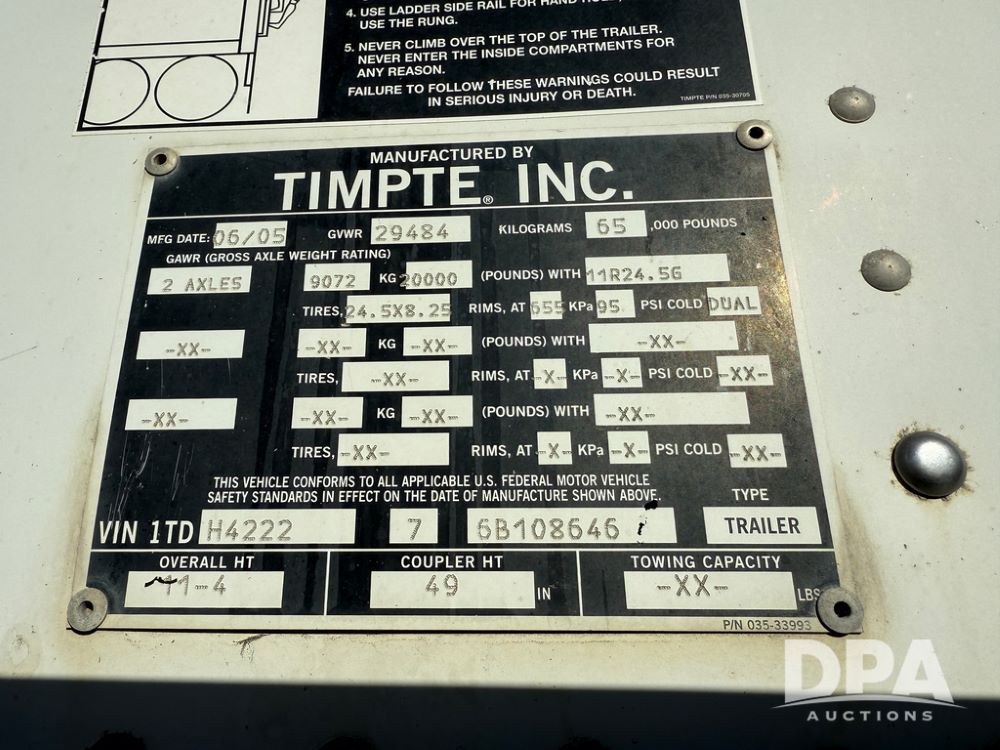 4. USE LADDER SIDE RAIL FOR HAND HOLD,
USE THE RUNG.
5. NEVER CLIMB OVER THE TOP OF THE TRAILER.
NEVER ENTER THE INSIDE COMPARTMENTS FOR
ANY REASON.
FAILURE TO FOLLOW THESE WARNINGS COULD RESULT
IN SERIOUS INJURY OR DEATH.
TIMPTE P/N 035-30705
MANUFACTURED BY
TIMPTE® INC.
MFG DATE: 06/05 GVWR 29484 KILOGRAMS 65 ,000 POUNDS
GAWR (GROSS AXLE WEIGHT RATING)
2 AXLES 9072 KG 20000 (POUNDS) WITH 11R24.5G
TIRES, 24.5X8.25 RIMS, AT 655 KPa 95 PSI COLD DUAL
-XX- -XX- KG -XX- (POUNDS) WITH -XX-
TIRES, -XX- RIMS, AT -X- KPa -X- PSI COLD -XX-
-XX- -XX- KG -XX- (POUNDS) WITH -XX-
TIRES, -XX- RIMS, AT -X- KPa -X- PSI COLD -XX-
THIS VEHICLE CONFORMS TO ALL APPLICABLE U.S. FEDERAL MOTOR VEHICLE
SAFETY STANDARDS IN EFFECT ON THE DATE OF MANUFACTURE SHOWN ABOVE.
TYPE
VIN 1TD H4222 7 6B108646 TRAILER
OVERALL HT COUPLER HT TOWING CAPACITY
11-4 49 IN -XX- LBS
P/N 035-33993
DPA
AUCTIONS